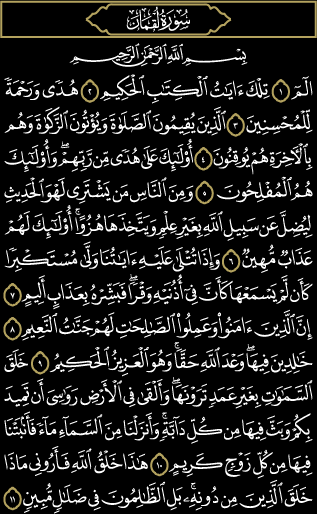 سُورَةُ لُقۡمَانَ
بِسۡمِ ٱللَّهِ ٱلرَّحۡمَٰنِ ٱلرَّحِيمِ
الٓمٓ ١ تِلۡكَ ءَايَٰتُ ٱلۡكِتَٰبِ ٱلۡحَكِيمِ ٢ هُدٗى وَرَحۡمَةٗ
لِّلۡمُحۡسِنِينَ ٣ ٱلَّذِينَ يُقِيمُونَ ٱلصَّلَوٰةَ وَيُؤۡتُونَ ٱلزَّكَوٰةَ وَهُم
بِٱلۡأٓخِرَةِ هُمۡ يُوقِنُونَ ٤ أُوْلَٰٓئِكَ عَلَىٰ هُدٗى مِّن رَّبِّهِمۡۖ وَأُوْلَٰٓئِكَ
هُمُ ٱلۡمُفۡلِحُونَ ٥ وَمِنَ ٱلنَّاسِ مَن يَشۡتَرِي لَهۡوَ ٱلۡحَدِيثِ
لِيُضِلَّ عَن سَبِيلِ ٱللَّهِ بِغَيۡرِ عِلۡمٖ وَيَتَّخِذَهَا هُزُوًاۚ أُوْلَٰٓئِكَ لَهُمۡ
عَذَابٞ مُّهِينٞ ٦ وَإِذَا تُتۡلَىٰ عَلَيۡهِ ءَايَٰتُنَا وَلَّىٰ مُسۡتَكۡبِرٗا
كَأَن لَّمۡ يَسۡمَعۡهَا كَأَنَّ فِيٓ أُذُنَيۡهِ وَقۡرٗاۖ فَبَشِّرۡهُ بِعَذَابٍ أَلِيمٍ ٧
إِنَّ ٱلَّذِينَ ءَامَنُواْ وَعَمِلُواْ ٱلصَّٰلِحَٰتِ لَهُمۡ جَنَّٰتُ ٱلنَّعِيمِ ٨
خَٰلِدِينَ فِيهَاۖ وَعۡدَ ٱللَّهِ حَقّٗاۚ وَهُوَ ٱلۡعَزِيزُ ٱلۡحَكِيمُ ٩ خَلَقَ
ٱلسَّمَٰوَٰتِ بِغَيۡرِ عَمَدٖ تَرَوۡنَهَاۖ وَأَلۡقَىٰ فِي ٱلۡأَرۡضِ رَوَٰسِيَ أَن تَمِيدَ
بِكُمۡ وَبَثَّ فِيهَا مِن كُلِّ دَآبَّةٖۚ وَأَنزَلۡنَا مِنَ ٱلسَّمَآءِ مَآءٗ فَأَنۢبَتۡنَا
فِيهَا مِن كُلِّ زَوۡجٖ كَرِيمٍ ١٠ هَٰذَا خَلۡقُ ٱللَّهِ فَأَرُونِي مَاذَا
خَلَقَ ٱلَّذِينَ مِن دُونِهِۦۚ بَلِ ٱلظَّٰلِمُونَ فِي ضَلَٰلٖ مُّبِينٖ ١١